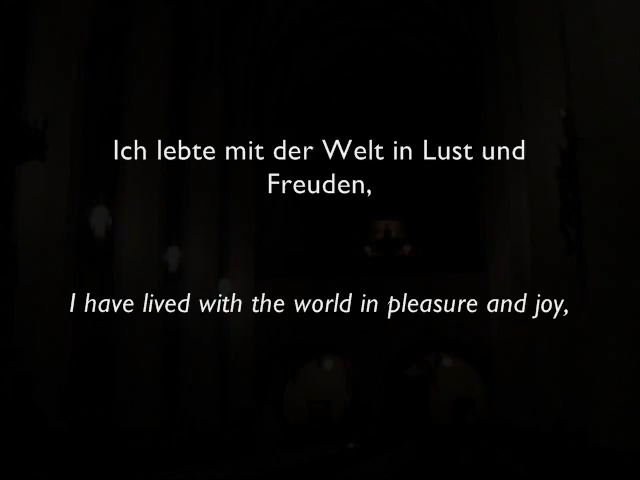 Ich lebte mit der Welt in Lust und
Freuden,
I have lived with the world in pleasure and joy,